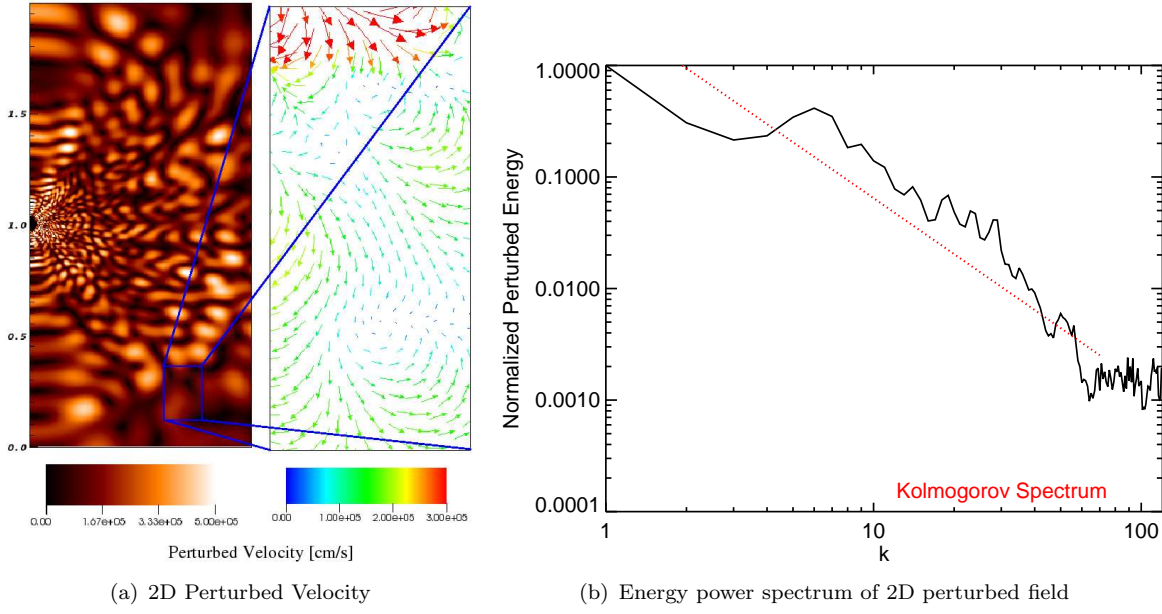 1.5
1.0
0.5
0.0
0.00 1.67e+05 3.33e+05 5.00e+05
0.00 1.00e+05 2.00e+05 3.00e+05
Perturbed Velocity [cm/s]
(a) 2D Perturbed Velocity
Normalized Perturbed Energy
1.0000
0.1000
0.0100
0.0010
0.0001
Kolmogorov Spectrum
1 10 100
k
(b) Energy power spectrum of 2D perturbed field